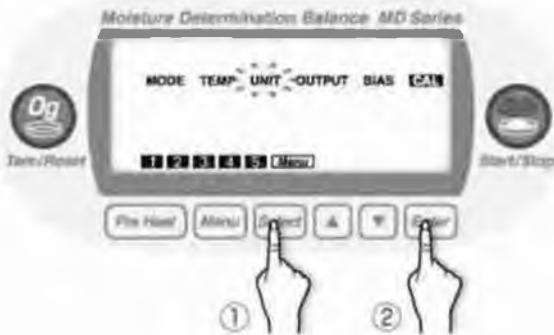 Moisture Determination Balance MD Series
MODE TEMP UNIT OUTPUT BIAS CAL
0g
Tare/Reset
Start/Stop
1 2 3 4 5 Menu
Pre Heat Menu Select ▲ ▼ Enter
① ②